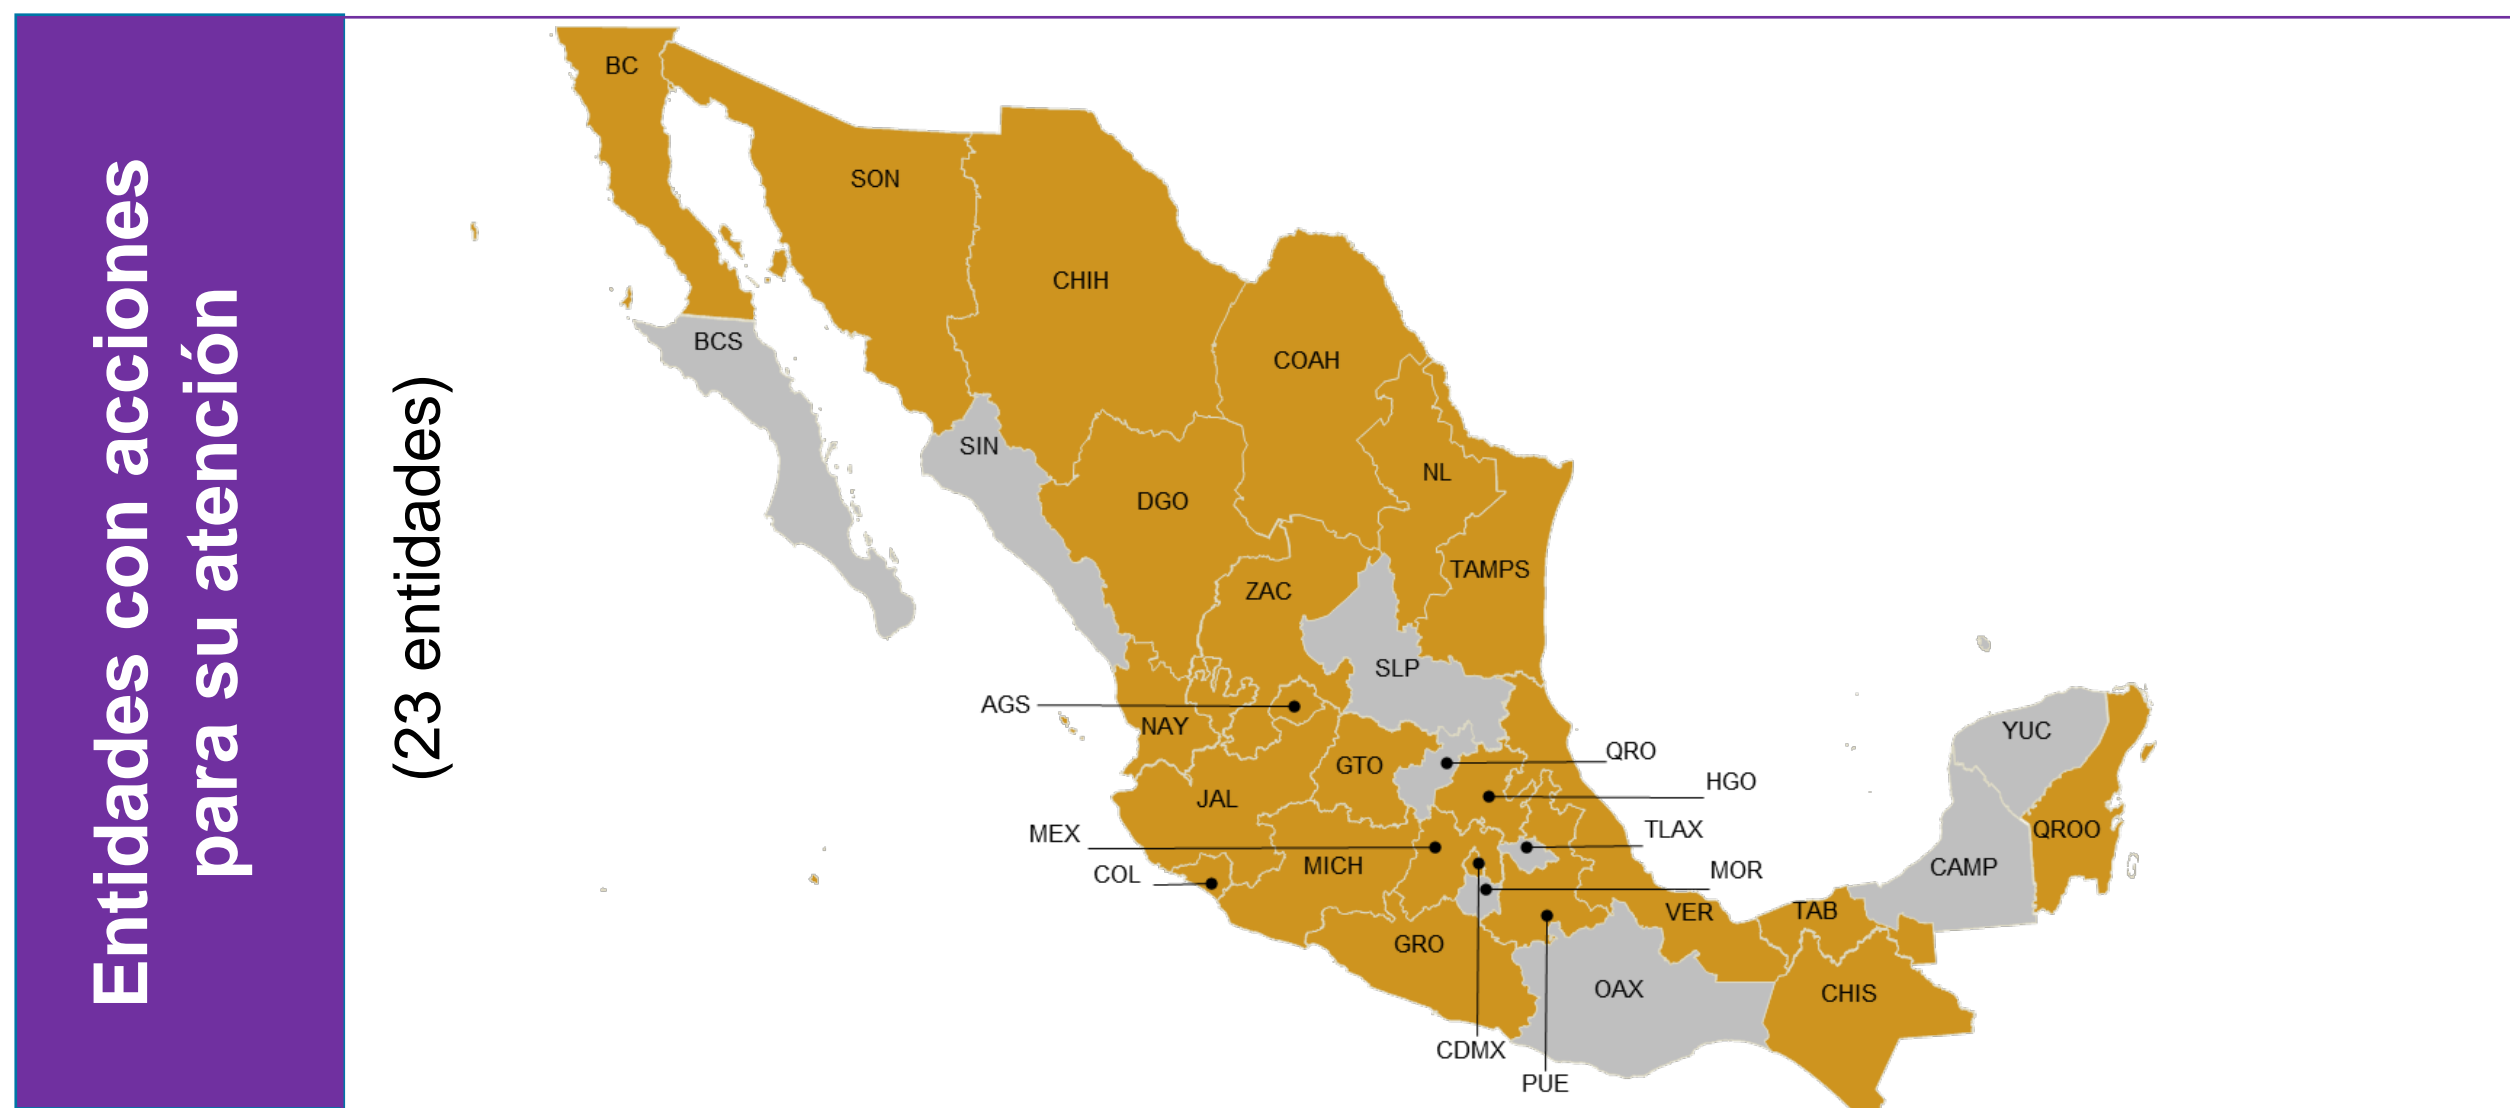 Entidades con acciones
para su atención
(23 entidades)
BC
SON
CHIH
BCS
COAH
SIN
NL
DGO
TAMPS
ZAC
SLP
AGS
NAY
YUC
QRO
GTO
HGO
JAL
MEX
TLAX
QROO
MICH
CAMP
COL
MOR
VER
TAB
GRO
OAX
CHIS
CDMX
PUE